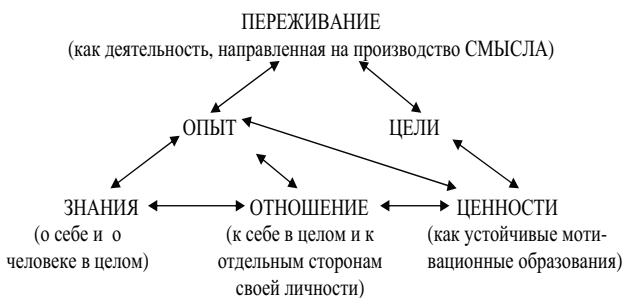 ПЕРЕЖИВАНИЕ
(как деятельность, направленная на производство СМЫСЛА)
ОПЫТ ЦЕЛИ
ЗНАНИЯ ОТНОШЕНИЕ ЦЕННОСТИ
(о себе и о (к себе в целом и к (как устойчивые моти-
человеке в целом) отдельным сторонам вационные образования)
своей личности)